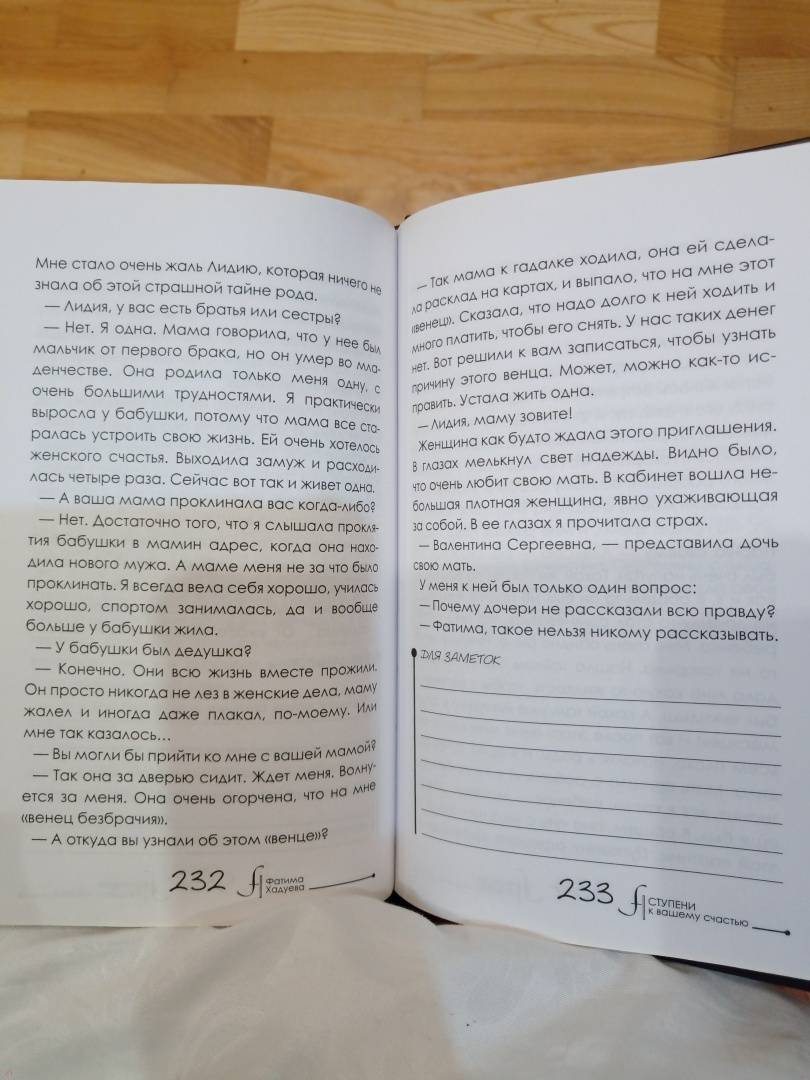 Мне стало очень жаль Лидию, которая ничего не
знала об этой страшной тайне рода.
— Лидия, у вас есть братья или сестры?
— Нет. Я одна. Мама говорила, что у нее был
мальчик от первого брака, но он умер во мла-
денчестве. Она родила только меня одну, с
очень большими трудностями. Я практически
выросла у бабушки, потому что мама все ста-
ралась устроить свою жизнь. Ей очень хотелось
женского счастья. Выходила замуж и расходи-
лась четыре раза. Сейчас вот так и живет одна.
— А ваша мама проклинала вас когда-либо?
— Нет. Достаточно того, что я слышала прокля-
тия бабушки в мамин адрес, когда она нахо-
дила нового мужа. А маме меня не за что было
проклинать. Я всегда вела себя хорошо, училась
хорошо, спортом занималась, да и вообще
больше у бабушки жила.
— У бабушки был дедушка?
— Конечно. Они всю жизнь вместе прожили.
Он просто никогда не лез в женские дела, маму
жалел и иногда даже плакал, по-моему. Или
мне так казалось...
— Вы могли бы прийти ко мне с вашей мамой?
— Так она за дверью сидит. Ждет меня. Волну-
ется за меня. Она очень огорчена, что на мне
«венец безбрачия».
— А откуда вы узнали об этом «венце»?
232
Фатима
Хадуева
— Так мама к гадалке ходила, она ей сдела-
ла расклад на картах, и выпало, что на мне этот
«венец». Сказала, что надо долго к ней ходить и
много платить, чтобы его снять. У нас таких денег
нет. Вот решили к вам записаться, чтобы узнать
причину этого венца. Может, можно как-то ис-
править. Устала жить одна.
— Лидия, маму зовите!
Женщина как будто ждала этого приглашения.
В глазах мелькнул свет надежды. Видно было,
что очень любит свою мать. В кабинет вошла не-
большая плотная женщина, явно ухаживающая
за собой. В ее глазах я прочитала страх.
— Валентина Сергеевна, — представила дочь
свою мать.
У меня к ней был только один вопрос:
— Почему дочери не рассказали всю правду?
— Фатима, такое нельзя никому рассказывать.
ДЛЯ ЗАМЕТОК
233
СТУПЕНИ
к вашему счастью